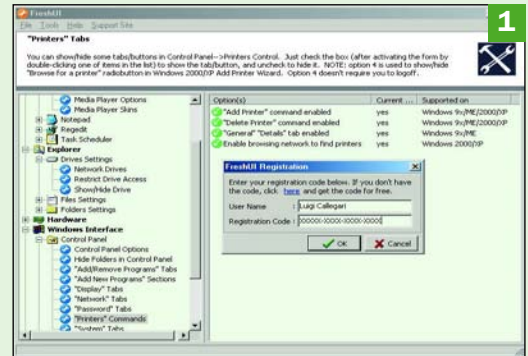 1
FreshUI
File Tools Help Support Site
"Printers" Tabs
You can show/hide some tabs/buttons in Control Panel-->Printers Control. Just check the box (after activating the form by
double-clicking one of items in the list) to show the tab/button, and uncheck to hide it. NOTE: option 4 is used to show/hide
"Browse for a printer" radiobutton in Windows 2000/XP Add Printer Wizard. Option 4 doesn't require you to logoff.
Media Player Options
Media Player Skins
Notepad
Regedit
Task Scheduler
Explorer
Drives Settings
Network Drives
Restrict Drive Access
Show/Hide Drive
Files Settings
Folders Settings
Hardware
Windows Interface
Control Panel
Control Panel Options
Hide Folders in Control Panel
"Add/Remove Programs" Tabs
"Add New Programs" Sections
"Display" Tabs
"Network" Tabs
"Password" Tabs
"Printers" Commands
"System" Tabs
Option(s) Current ... Supported on
"Add Printer" command enabled yes Windows 9x/ME/2000/XP
"Delete Printer" command enabled yes Windows 9x/ME/2000/XP
"General" "Details" tab enabled yes Windows 9x/ME
Enable browsing network to find printers yes Windows 2000/XP
FreshUI Registration
Enter your registration code below. If you don't have
the code, click here and get the code for free.
User Name : Luigi Callegari
Registration Code : XXXXX-XXXX-XXXX-XXXX
OK Cancel